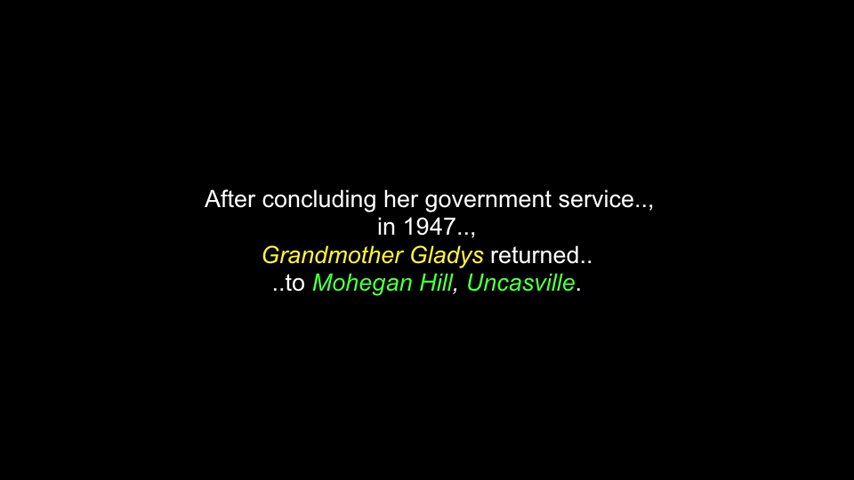 After concluding her government service..,
in 1947..,
Grandmother Gladys returned..
..to Mohegan Hill, Uncasville.